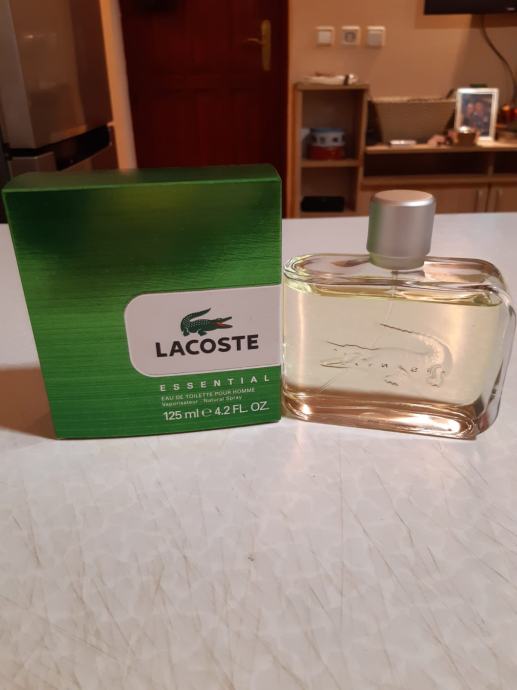 LACOSTE
ESSENTIAL
EAU DE TOILETTE POUR HOMME
Vaporisateur . Natural Spray
125 ml ℮ 4.2 FL. OZ.